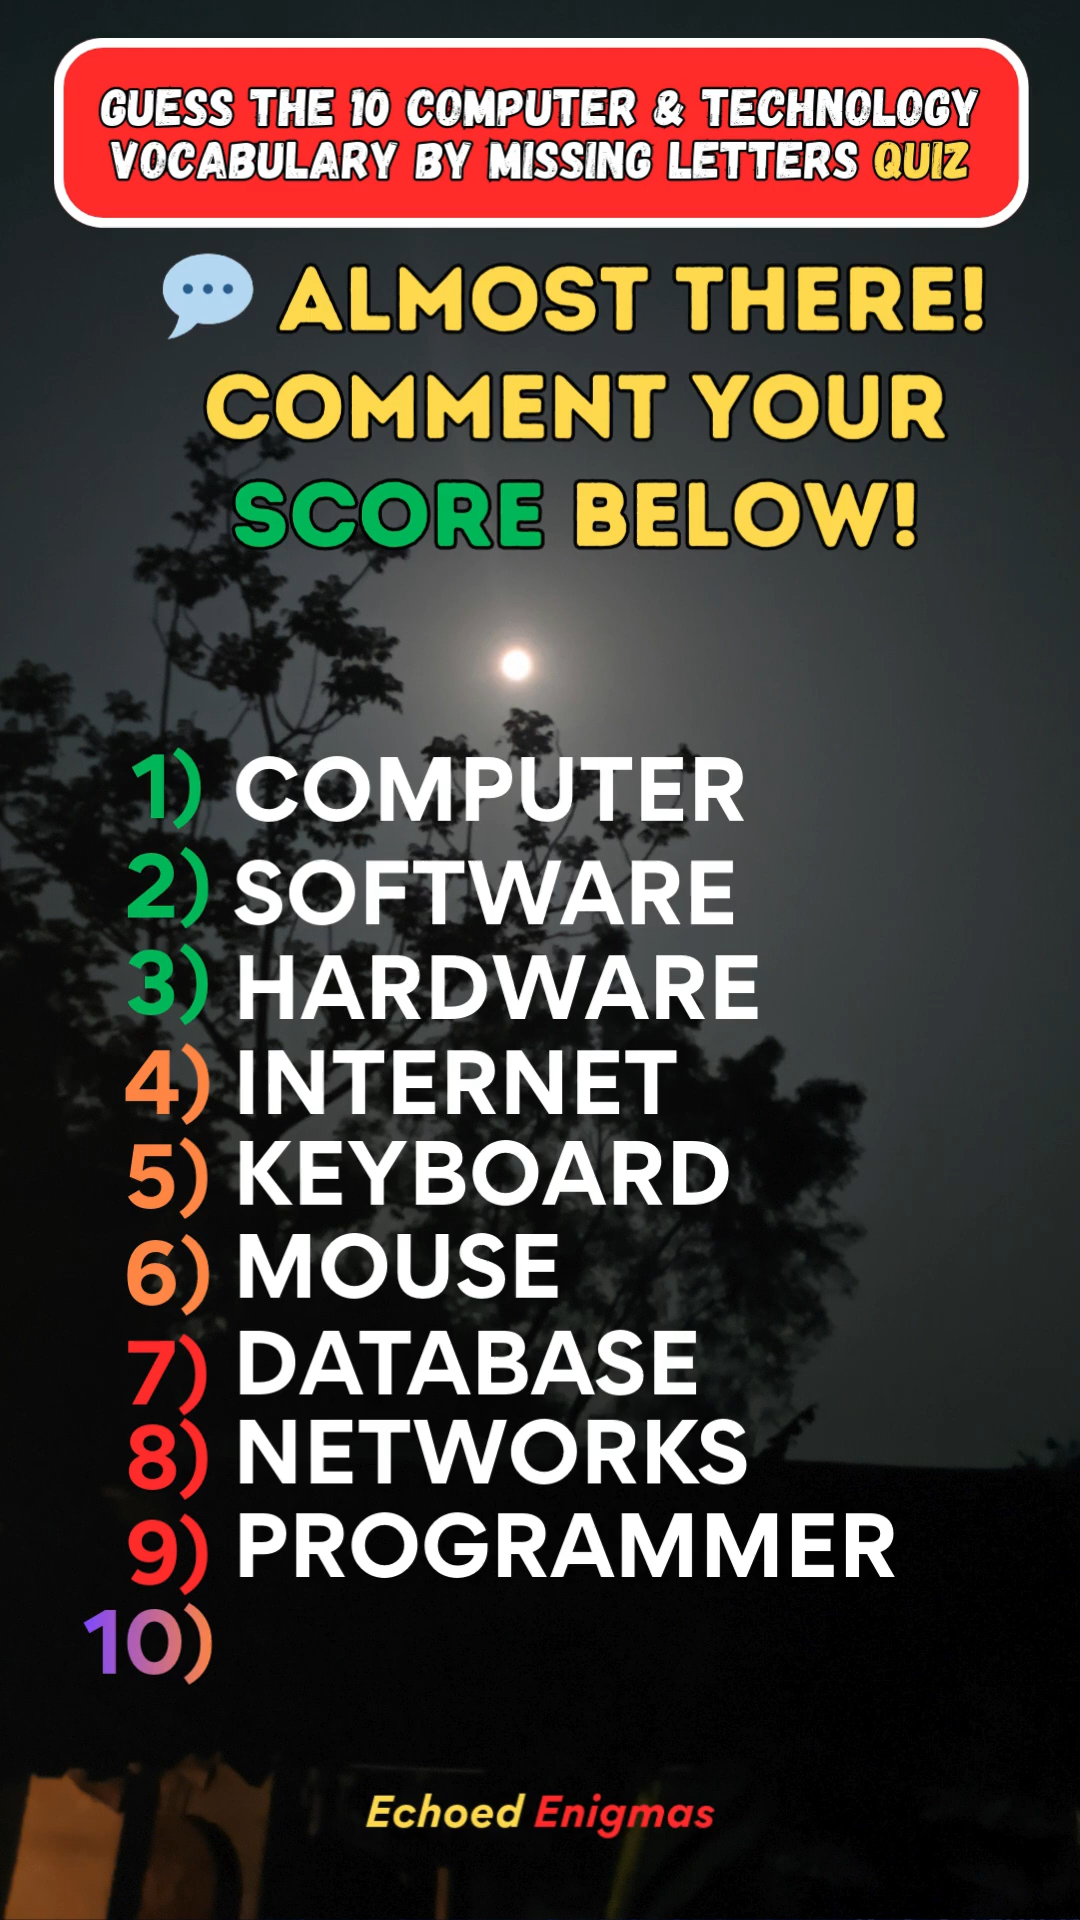 GUESS THE 10 COMPUTER & TECHNOLOGY
VOCABULARY BY MISSING LETTERS QUIZ
💬 ALMOST THERE!
COMMENT YOUR
SCORE BELOW!
1) COMPUTER
2) SOFTWARE
3) HARDWARE
4) INTERNET
5) KEYBOARD
6) MOUSE
7) DATABASE
8) NETWORKS
9) PROGRAMMER
10)
Echoed Enigmas